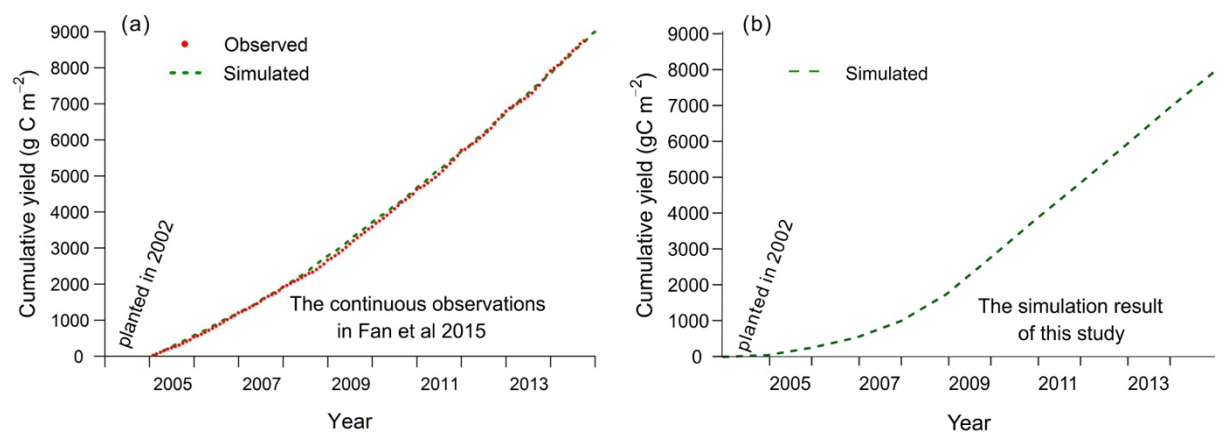 (a)
Observed
Simulated
Cumulative yield (g C m⁻²)
9000
8000
7000
6000
5000
4000
3000
2000
1000
0
planted in 2002
The continuous observations
in Fan et al 2015
2005 2007 2009 2011 2013
Year
(b)
Simulated
Cumulative yield (gC m⁻²)
9000
8000
7000
6000
5000
4000
3000
2000
1000
0
planted in 2002
The simulation result
of this study
2005 2007 2009 2011 2013
Year